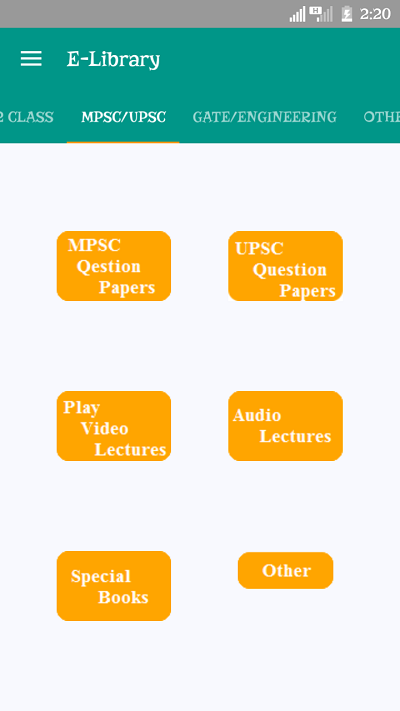 H 2:20
E-Library
2 CLASS MPSC/UPSC GATE/ENGINEERING OTHE
MPSC
Qestion
Papers
UPSC
Question
Papers
Play
Video
Lectures
Audio
Lectures
Special
Books
Other